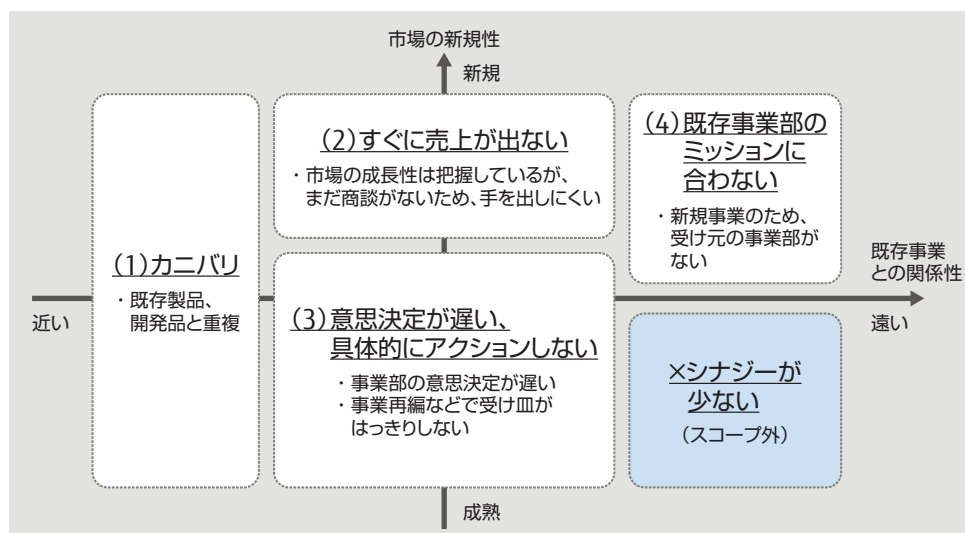 市場の新規性
新規
(1)カニバリ
・既存製品、
開発品と重複
(2)すぐに売上が出ない
・市場の成長性は把握しているが、
まだ商談がないため、手を出しにくい
(3)意思決定が遅い、
具体的にアクションしない
・事業部の意思決定が遅い
・事業再編などで受け皿が
はっきりしない
(4)既存事業部の
ミッションに
合わない
・新規事業のため、
受け元の事業部が
ない
×シナジーが
少ない
(スコープ外)
近い
既存事業
との関係性
遠い
成熟